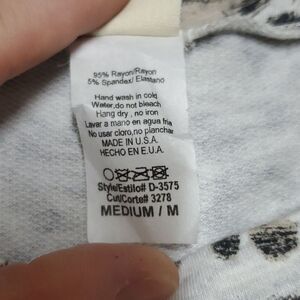 95% Rayon/Rayon
5% Spandex/ Elastano
Hand wash in cold
Water,do not bleach
Hang dry , no iron
Lavar a mano en agua fria
No usar cloro,no planchar
MADE IN U.S.A.
HECHO EN E.U.A.
Style/Estilo# D-3575
Cut/Corte# 3278
MEDIUM / M